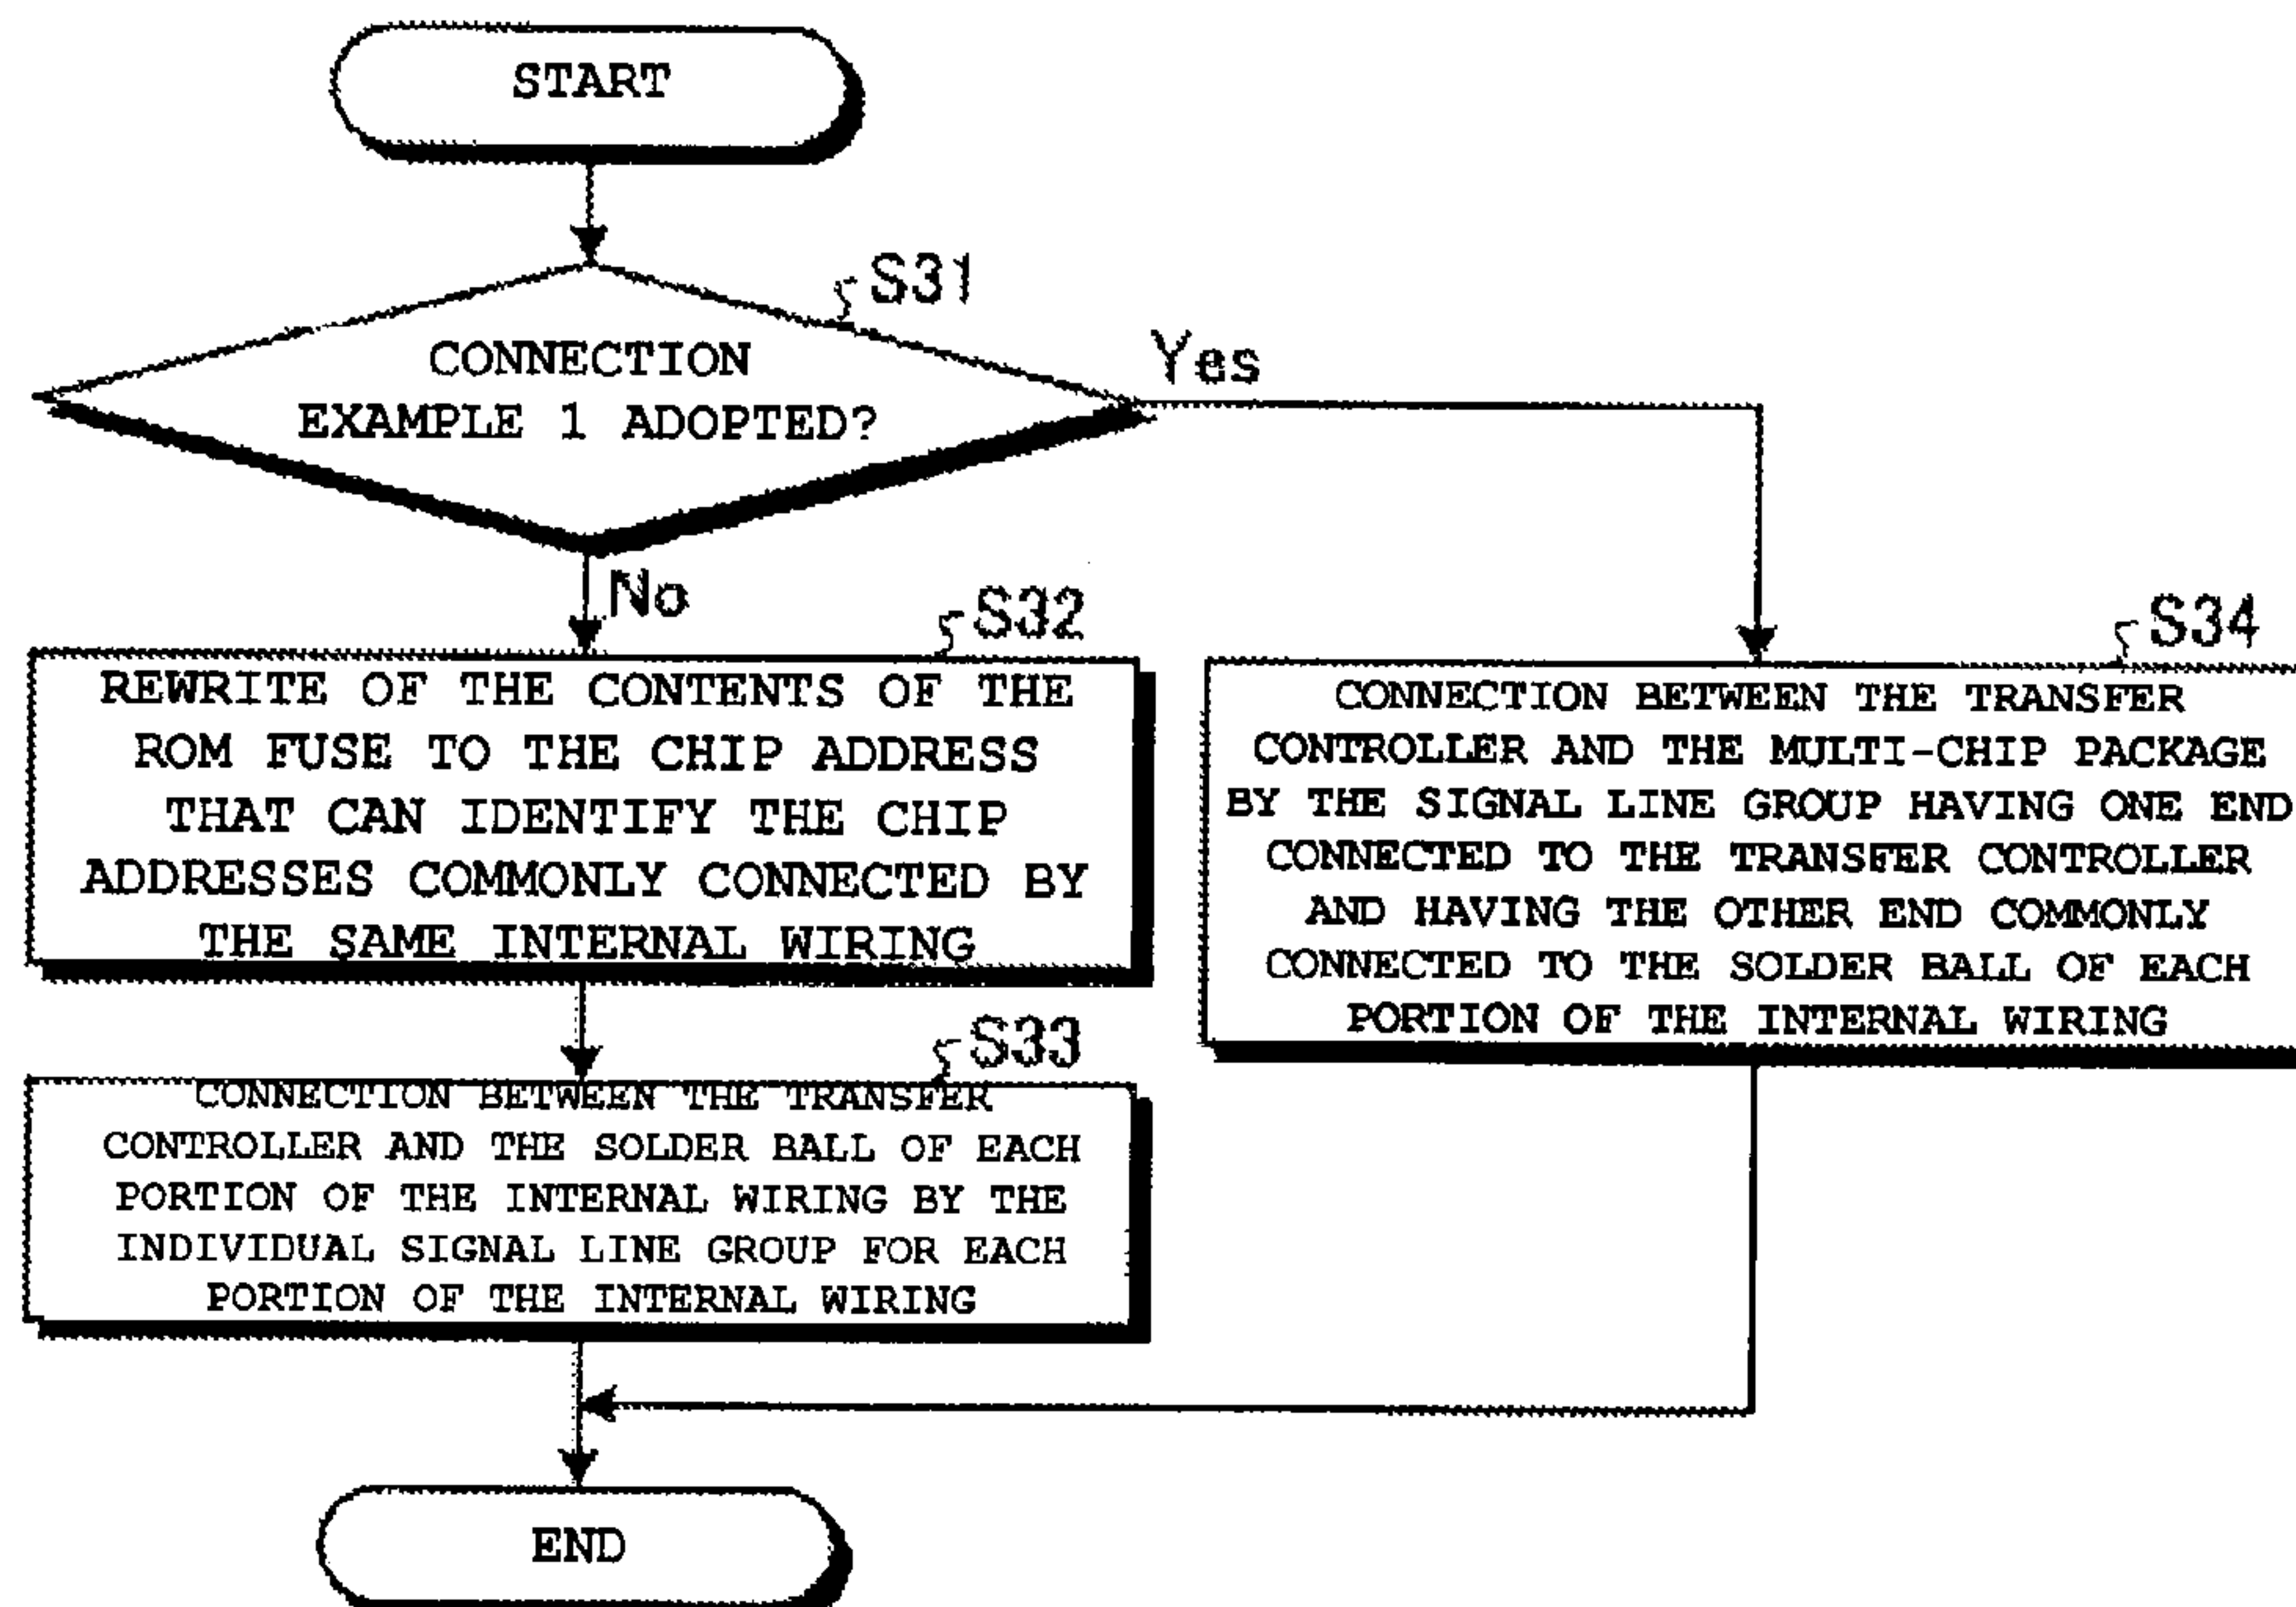 START
S31
CONNECTION
EXAMPLE 1 ADOPTED?
Yes
No
S32
REWRITE OF THE CONTENTS OF THE
ROM FUSE TO THE CHIP ADDRESS
THAT CAN IDENTIFY THE CHIP
ADDRESSES COMMONLY CONNECTED BY
THE SAME INTERNAL WIRING
S33
CONNECTION BETWEEN THE TRANSFER
CONTROLLER AND THE SOLDER BALL OF EACH
PORTION OF THE INTERNAL WIRING BY THE
INDIVIDUAL SIGNAL LINE GROUP FOR EACH
PORTION OF THE INTERNAL WIRING
S34
CONNECTION BETWEEN THE TRANSFER
CONTROLLER AND THE MULTI-CHIP PACKAGE
BY THE SIGNAL LINE GROUP HAVING ONE END
CONNECTED TO THE TRANSFER CONTROLLER
AND HAVING THE OTHER END COMMONLY
CONNECTED TO THE SOLDER BALL OF EACH
PORTION OF THE INTERNAL WIRING
END